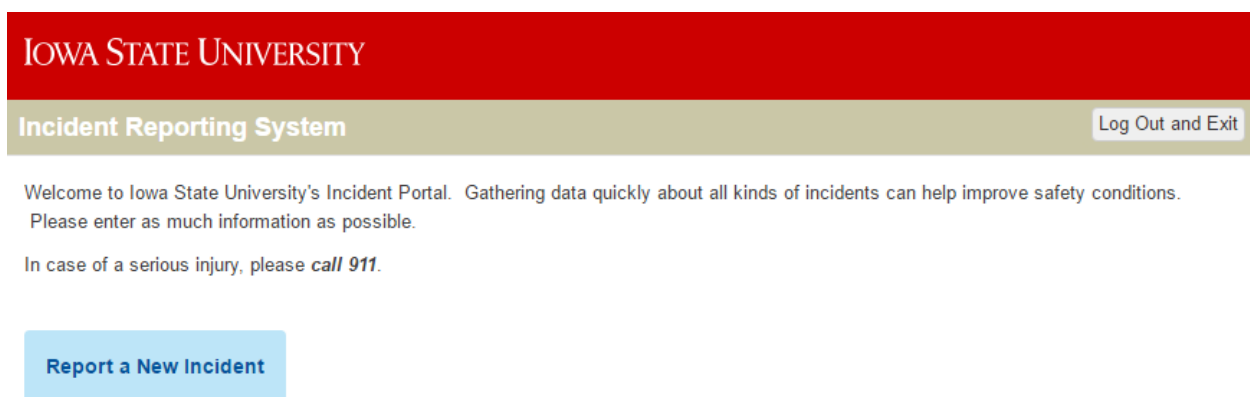 IOWA STATE UNIVERSITY
Incident Reporting System
Log Out and Exit
Welcome to Iowa State University's Incident Portal.  Gathering data quickly about all kinds of incidents can help improve safety conditions.
Please enter as much information as possible.
In case of a serious injury, please call 911.
Report a New Incident